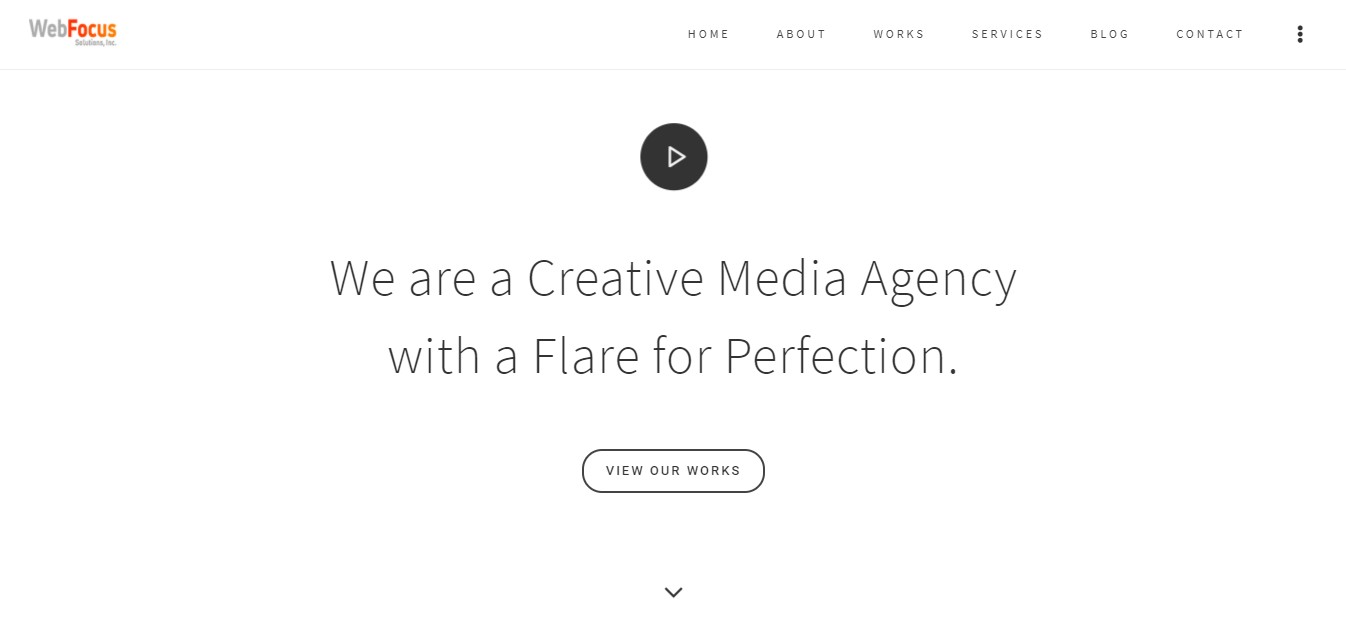 WebFocus
Solutions, Inc.
HOME ABOUT WORKS SERVICES BLOG CONTACT
We are a Creative Media Agency
with a Flare for Perfection.
VIEW OUR WORKS